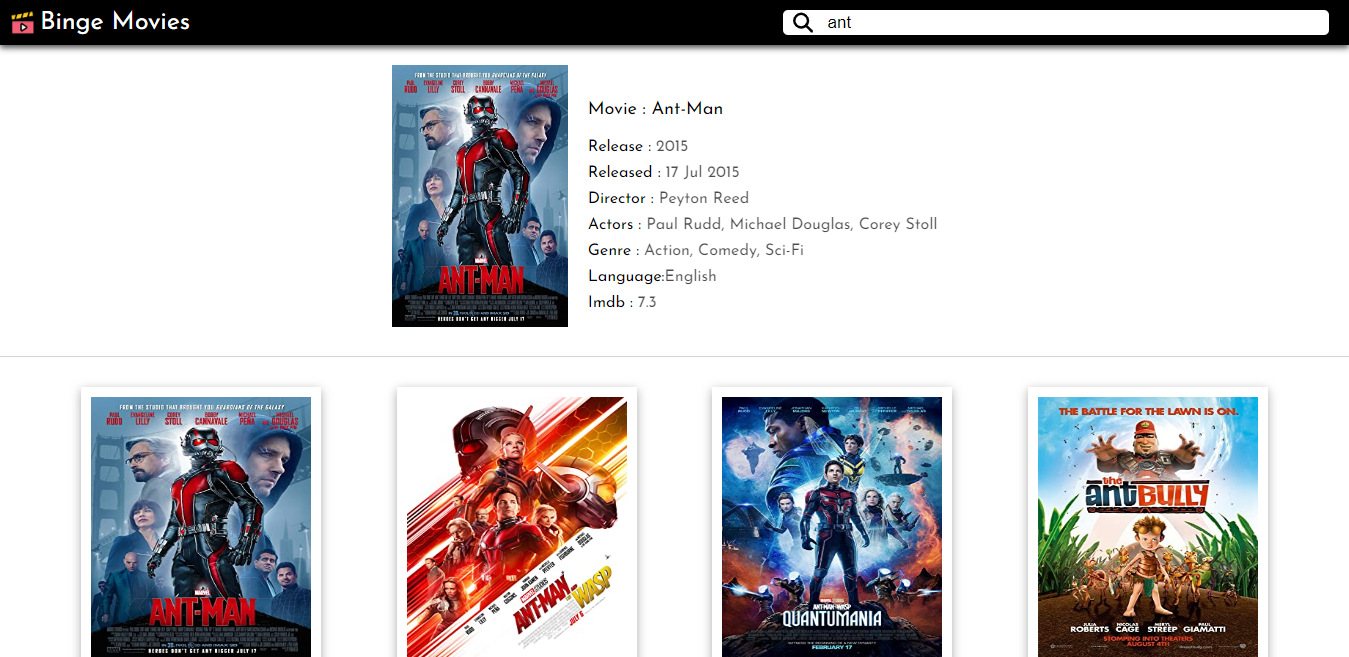 Binge Movies
ant
FROM THE STUDIO THAT BROUGHT YOU GUARDIANS OF THE GALAXY
PAUL RUDD EVANGELINE LILLY COREY STOLL BOBBY CANNAVALE MICHAEL PEÑA AND MICHAEL DOUGLAS
MARVEL
ANT-MAN
HEROES DON'T GET ANY BIGGER JULY 17
Movie : Ant-Man
Release : 2015
Released : 17 Jul 2015
Director : Peyton Reed
Actors : Paul Rudd, Michael Douglas, Corey Stoll
Genre : Action, Comedy, Sci-Fi
Language:English
Imdb : 7.3
FROM THE STUDIO THAT BROUGHT YOU GUARDIANS OF THE GALAXY
PAUL RUDD EVANGELINE LILLY COREY STOLL BOBBY CANNAVALE MICHAEL PEÑA AND MICHAEL DOUGLAS
MARVEL
ANT-MAN
HEROES DON'T GET ANY BIGGER JULY 17
MARVEL STUDIOS
ANT-MAN AND THE WASP
JULY 6
MARVEL STUDIOS
ANT-MAN AND THE WASP
QUANTUMANIA
FEBRUARY 17
THE BATTLE FOR THE LAWN IS ON.
the
ant BULLY
JULIA ROBERTS NICOLAS CAGE MERYL STREEP PAUL GIAMATTI
STOMPING INTO THEATERS
AUGUST 4TH